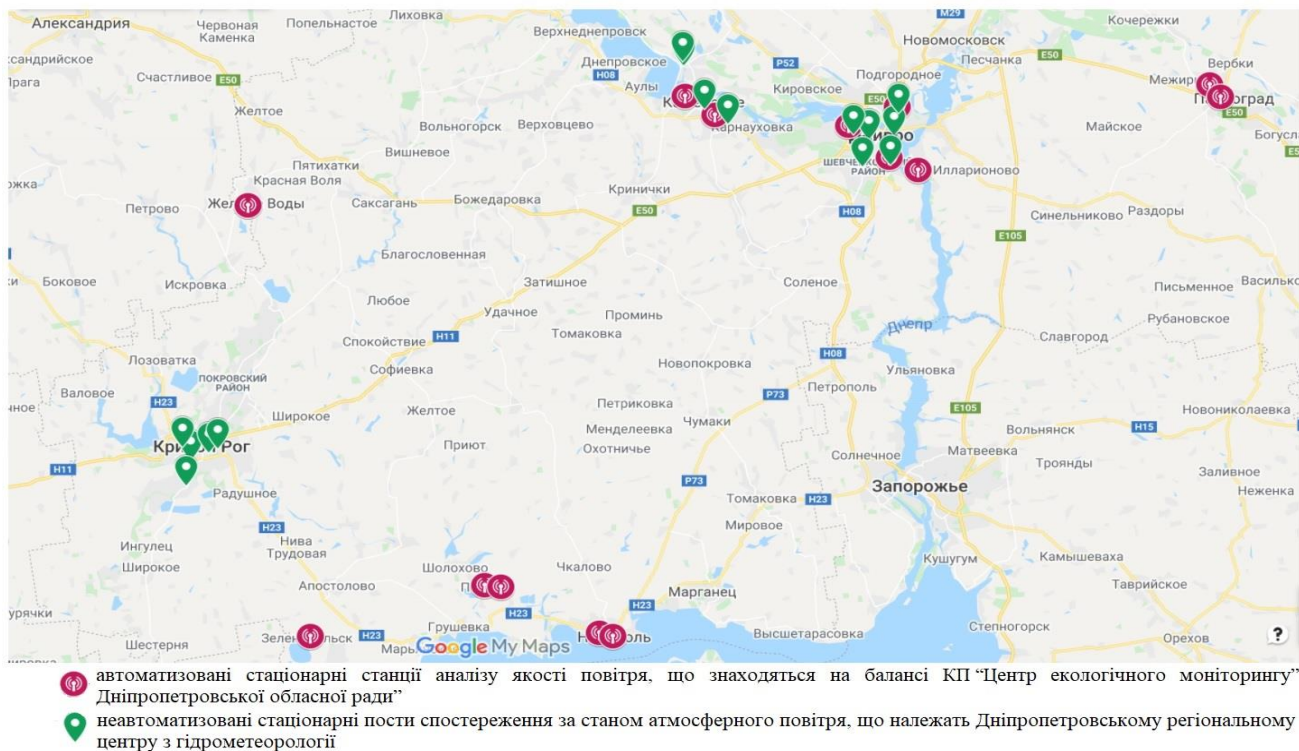 Александрия
Червоная Каменка
Попельнастое
Лиховка
Верхнеднепровск
Днепровское
Аулы
Карнауховка
Кировское
Подгородное
Новомосковск
Песчанка
Кочережки
Межири
Вербки
Майское
M29
P52
H08
E50
E50
E50
E50
Счастливое
Желтое
Вольногорск
Верховцево
Вишневое
Пятихатки
Красная Воля
Петрово
Воды
Саксагань
Божедаровка
Кринички
ШЕВЧЕ
РАЙОН
Илларионово
Синельниково
Раздоры
H08
E105
Боковое
Искровка
Благословенная
Затишное
Соленое
Письменное
Рубановское
Любое
Удачное
Проминь
Томаковка
Днепр
Славгород
Спокойствие
H11
Лозоватка
ПОКРОВСКИЙ РАЙОН
Софиевка
Новопокровка
H08
Ульяновка
Петрополь
Валовое
H23
Широкое
Желтое
Петриковка
P73
Чумаки
E105
Новониколаевка
Менделеевка
Охотничье
Приют
Вольнянск
H15
Матвеевка
Рог
H11
Радушное
Солнечное
Троянды
Заливное
Запорожье
P73
Томаковка
H23
Неженка
Мировое
H23
Ингулец
Широкое
Нива Трудовая
Кушугум
Камышеваха
Апостолово
Шолохово
Чкалово
Марганец
Таврийское
H23
H23
Грушевка
Шестерня
H23
Высшетарасовка
Степногорск
Орехов
Google My Maps
?
автоматизовані стаціонарні станції аналізу якості повітря, що знаходяться на балансі КП “Центр екологічного моніторингу”
Дніпропетровської обласної ради”
неавтоматизовані стаціонарні пости спостереження за станом атмосферного повітря, що належать Дніпропетровському регіональному
центру з гідрометеорології